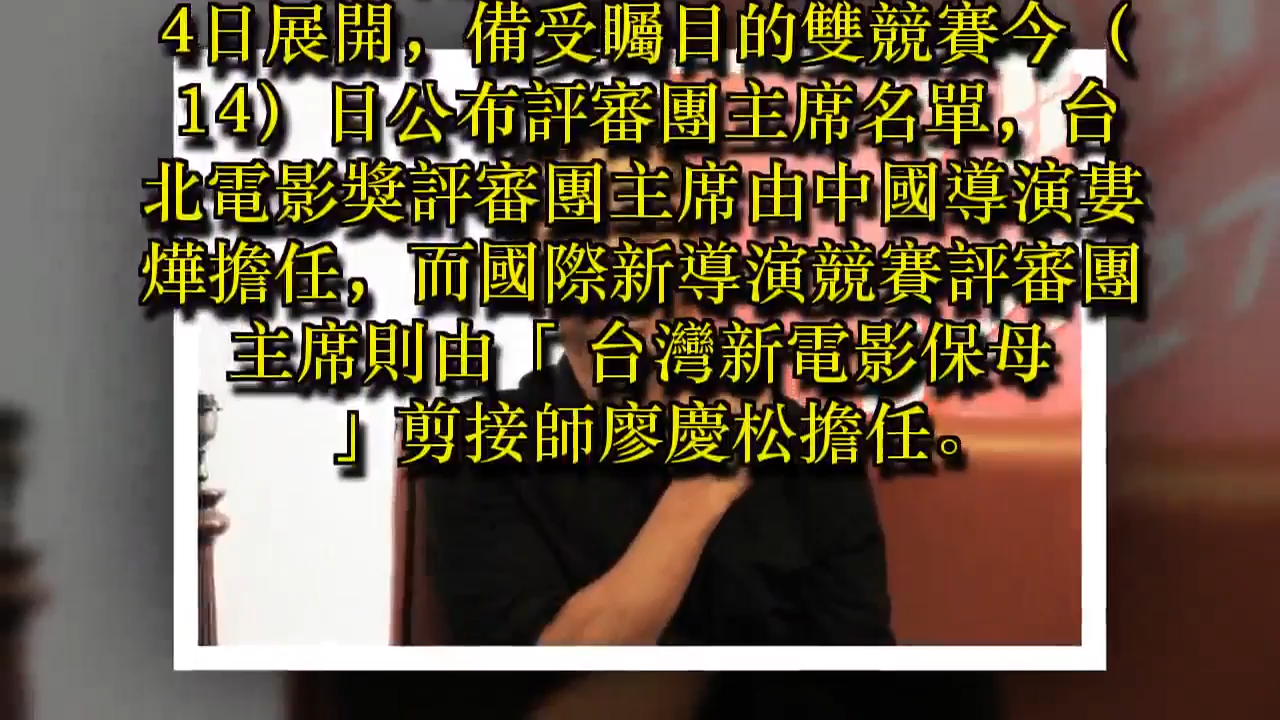 4日展開，備受矚目的雙競賽今（
14）日公布評審團主席名單，台
北電影獎評審團主席由中國導演婁
燁擔任，而國際新導演競賽評審團
主席則由「 台灣新電影保母
」剪接師廖慶松擔任。